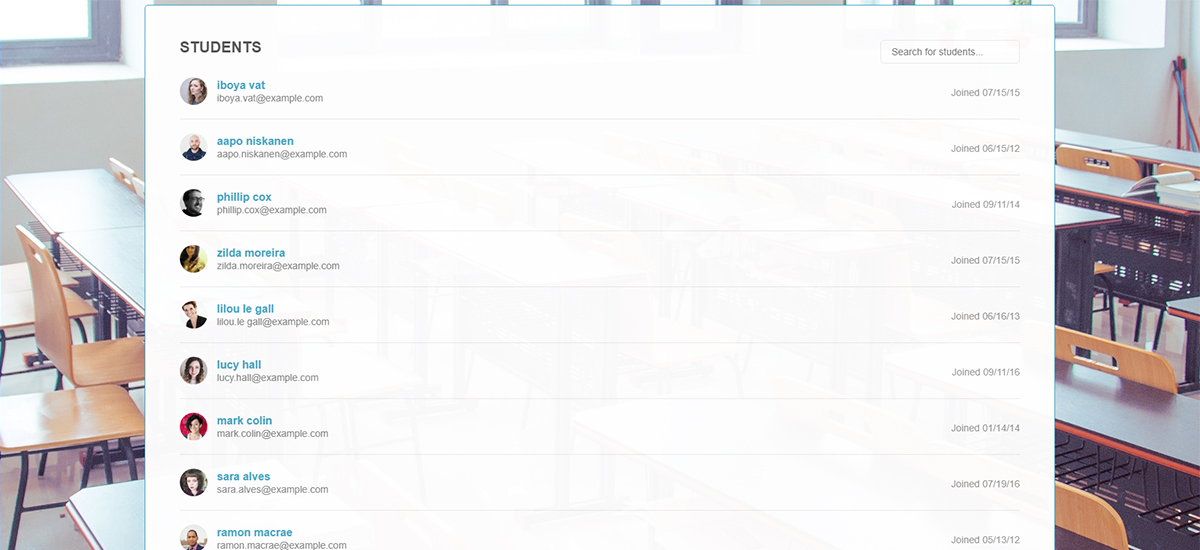 STUDENTS
Search for students...
iboya vat
iboya.vat@example.com
Joined 07/15/15
aapo niskanen
aapo.niskanen@example.com
Joined 06/15/12
phillip cox
phillip.cox@example.com
Joined 09/11/14
zilda moreira
zilda.moreira@example.com
Joined 07/15/15
lilou le gall
lilou.le gall@example.com
Joined 06/16/13
lucy hall
lucy.hall@example.com
Joined 09/11/16
mark colin
mark.colin@example.com
Joined 01/14/14
sara alves
sara.alves@example.com
Joined 07/19/16
ramon macrae
ramon.macrae@example.com
Joined 05/13/12